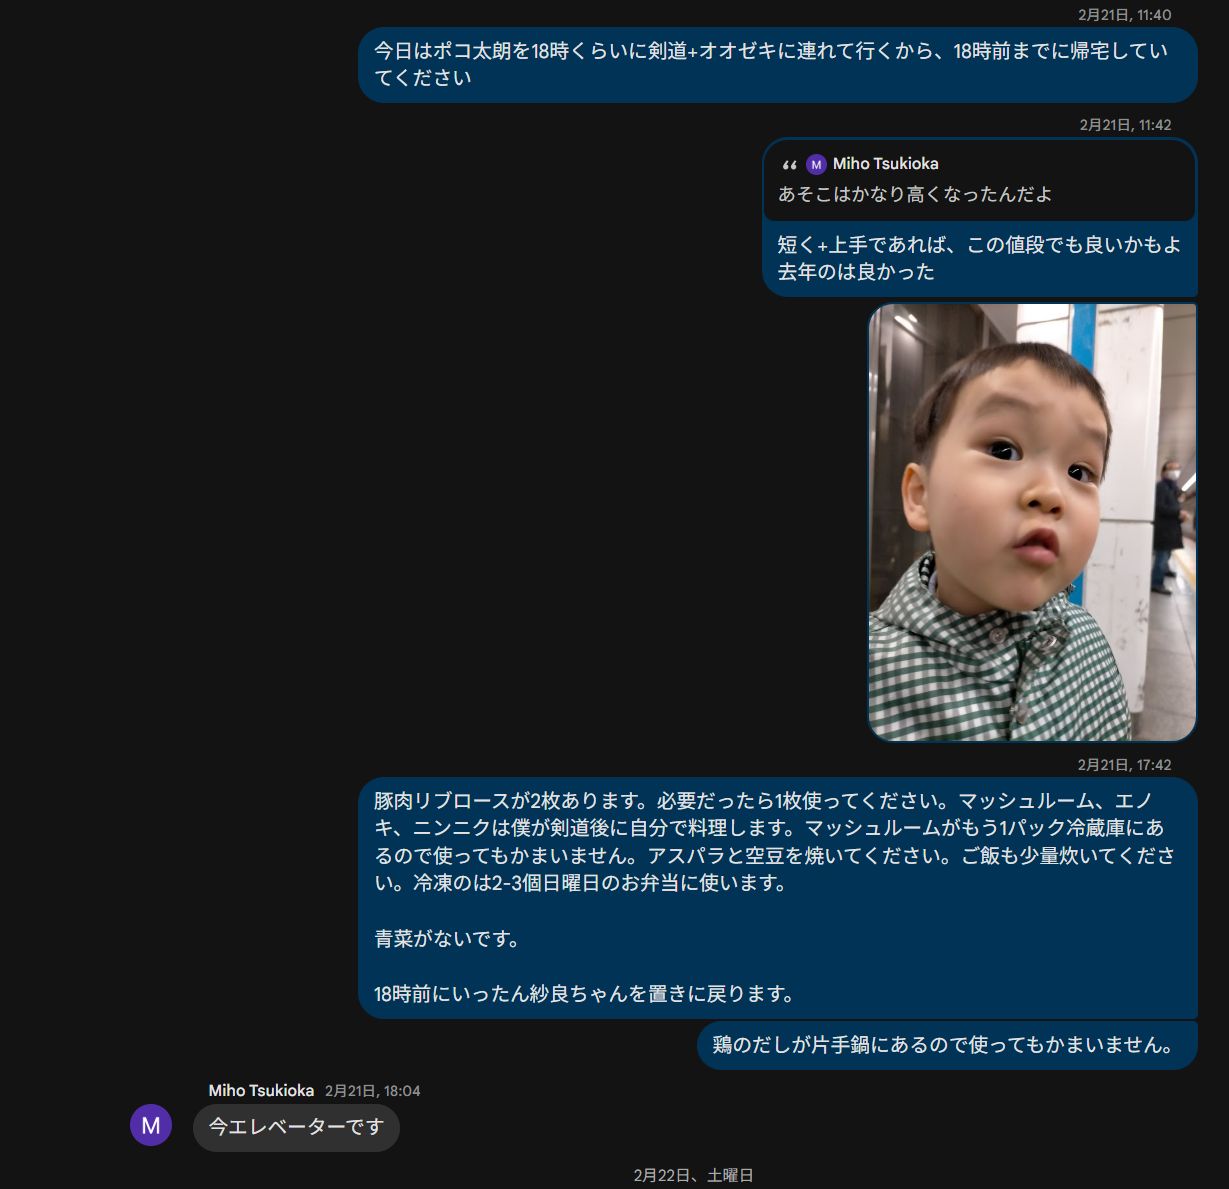 2月21日, 11:40
今日はポコ太朗を18時くらいに剣道+オオゼキに連れて行くから、18時前までに帰宅してい
てください
2月21日, 11:42
M Miho Tsukioka
あそこはかなり高くなったんだよ
短く+上手であれば、この値段でも良いかもよ
去年のは良かった
2月21日, 17:42
豚肉リブロースが2枚あります。必要だったら1枚使ってください。マッシュルーム、エノ
キ、ニンニクは僕が剣道後に自分で料理します。マッシュルームがもう1パック冷蔵庫にあ
るので使ってもかまいません。アスパラと空豆を焼いてください。ご飯も少量炊いてくださ
い。冷凍のは2-3個日曜日のお弁当に使います。
青菜がないです。
18時前にいったん紗良ちゃんを置きに戻ります。
鶏のだしが片手鍋にあるので使ってもかまいません。
Miho Tsukioka 2月21日, 18:04
M 今エレベーターです
2月22日、土曜日